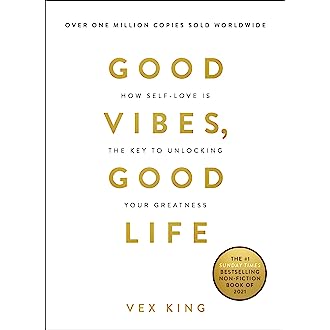 OVER ONE MILLION COPIES SOLD WORLDWIDE
GOOD
HOW SELF-LOVE IS
VIBES,
THE KEY TO UNLOCKING
GOOD
YOUR GREATNESS
LIFE
THE #1
SUNDAY TIMES
BESTSELLING
NON-FICTION
BOOK OF
2021
VEX KING